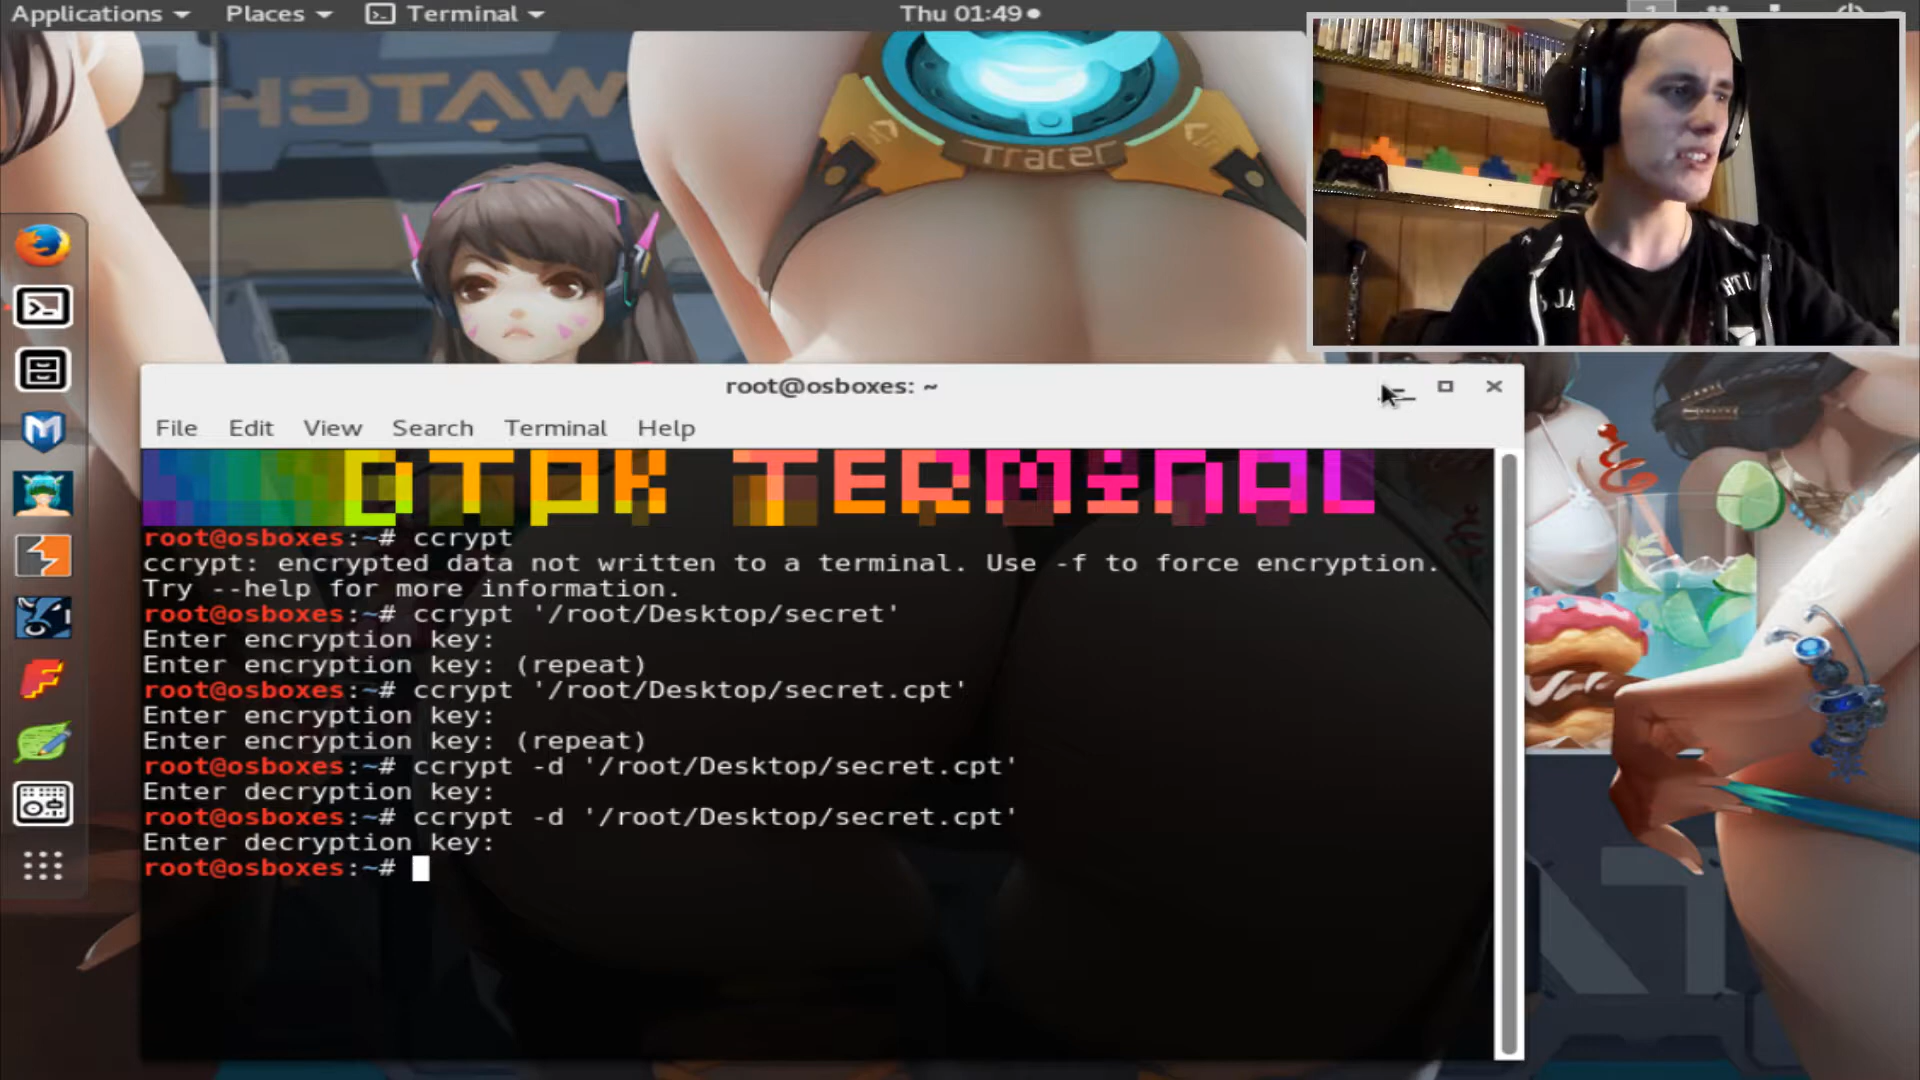 Applications Places Terminal Thu 01:49
WATCH
Tracer
root@osboxes: ~
File Edit View Search Terminal Help
DTPK TERMiNAL
root@osboxes:~# ccrypt
ccrypt: encrypted data not written to a terminal. Use -f to force encryption.
Try --help for more information.
root@osboxes:~# ccrypt '/root/Desktop/secret'
Enter encryption key:
Enter encryption key: (repeat)
root@osboxes:~# ccrypt '/root/Desktop/secret.cpt'
Enter encryption key:
Enter encryption key: (repeat)
root@osboxes:~# ccrypt -d '/root/Desktop/secret.cpt'
Enter decryption key:
root@osboxes:~# ccrypt -d '/root/Desktop/secret.cpt'
Enter decryption key:
root@osboxes:~#